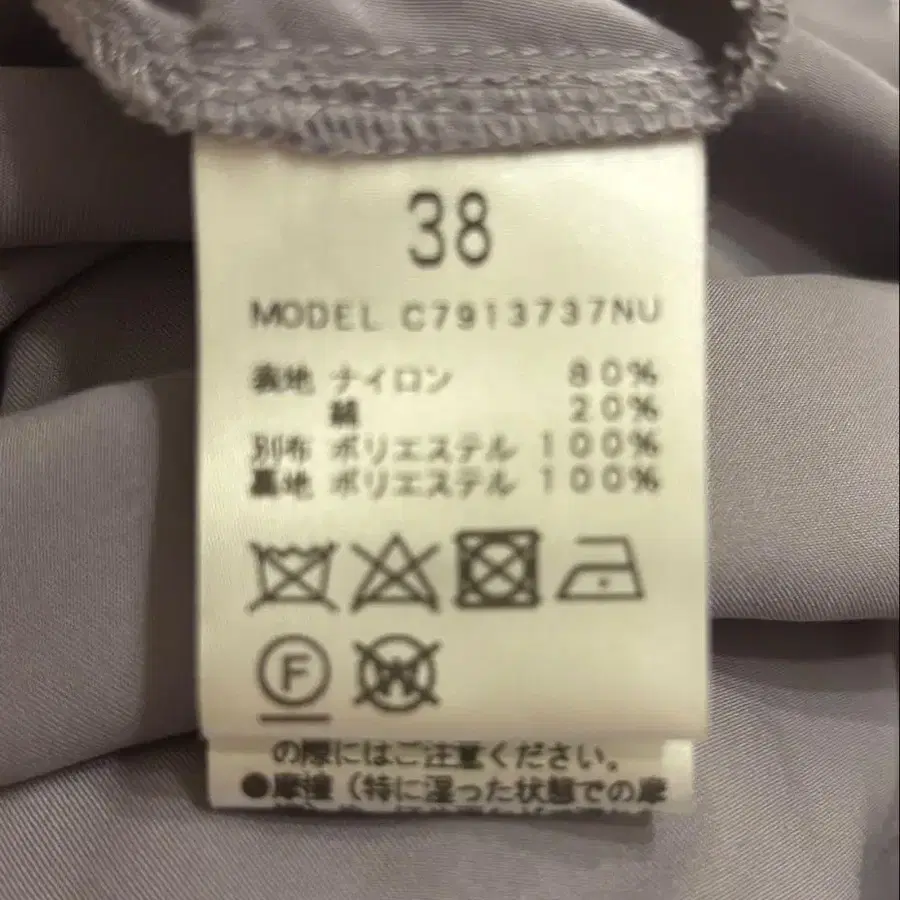 38
MODEL C7913737NU
表地 ナイロン 80%
20%
別布 ポリエステル 100%
裏地 ポリエステル 100%
F W
の際にはご注意ください。
●摩擦（特に湿った状態での摩